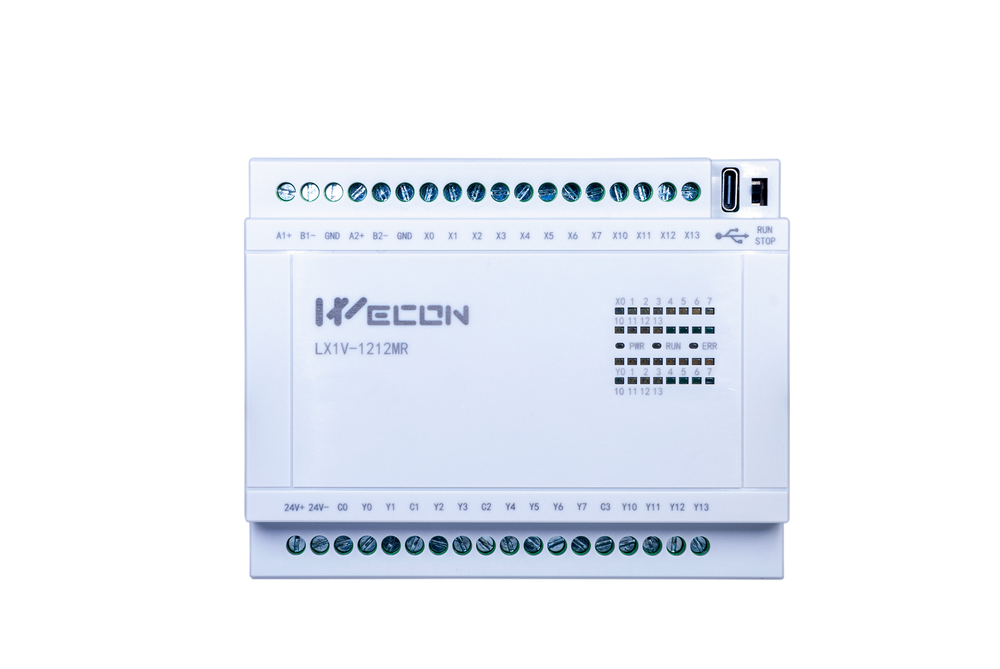 A1+ B1- GND A2+ B2- GND X0 X1 X2 X3 X4 X5 X6 X7 X10 X11 X12 X13
RUN
STOP
WECON
LX1V-1212MR
X0 1 2 3 4 5 6 7
10 11 12 13
PWR RUN ERR
Y0 1 2 3 4 5 6 7
10 11 12 13
24V+ 24V- C0 Y0 Y1 C1 Y2 Y3 C2 Y4 Y5 Y6 Y7 C3 Y10 Y11 Y12 Y13